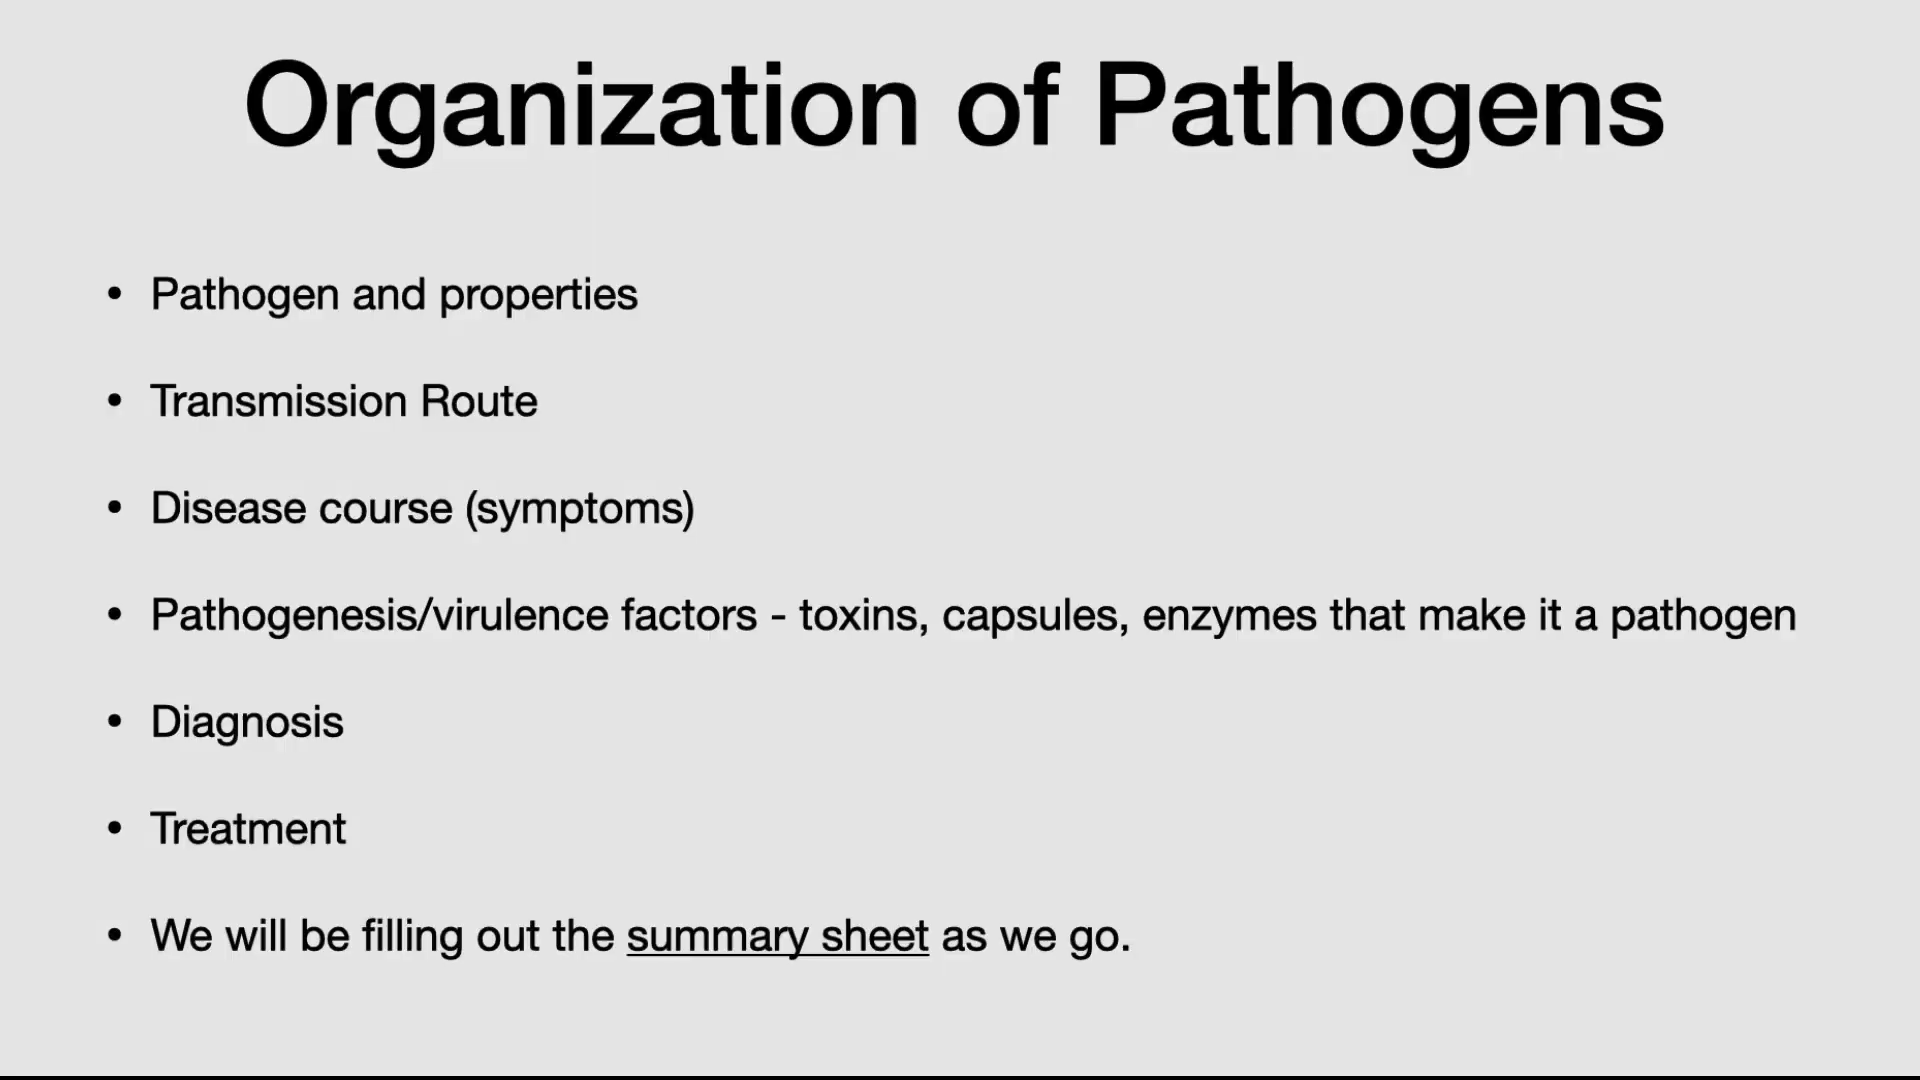 Organization of Pathogens
• Pathogen and properties
• Transmission Route
• Disease course (symptoms)
• Pathogenesis/virulence factors - toxins, capsules, enzymes that make it a pathogen
• Diagnosis
• Treatment
• We will be filling out the summary sheet as we go.